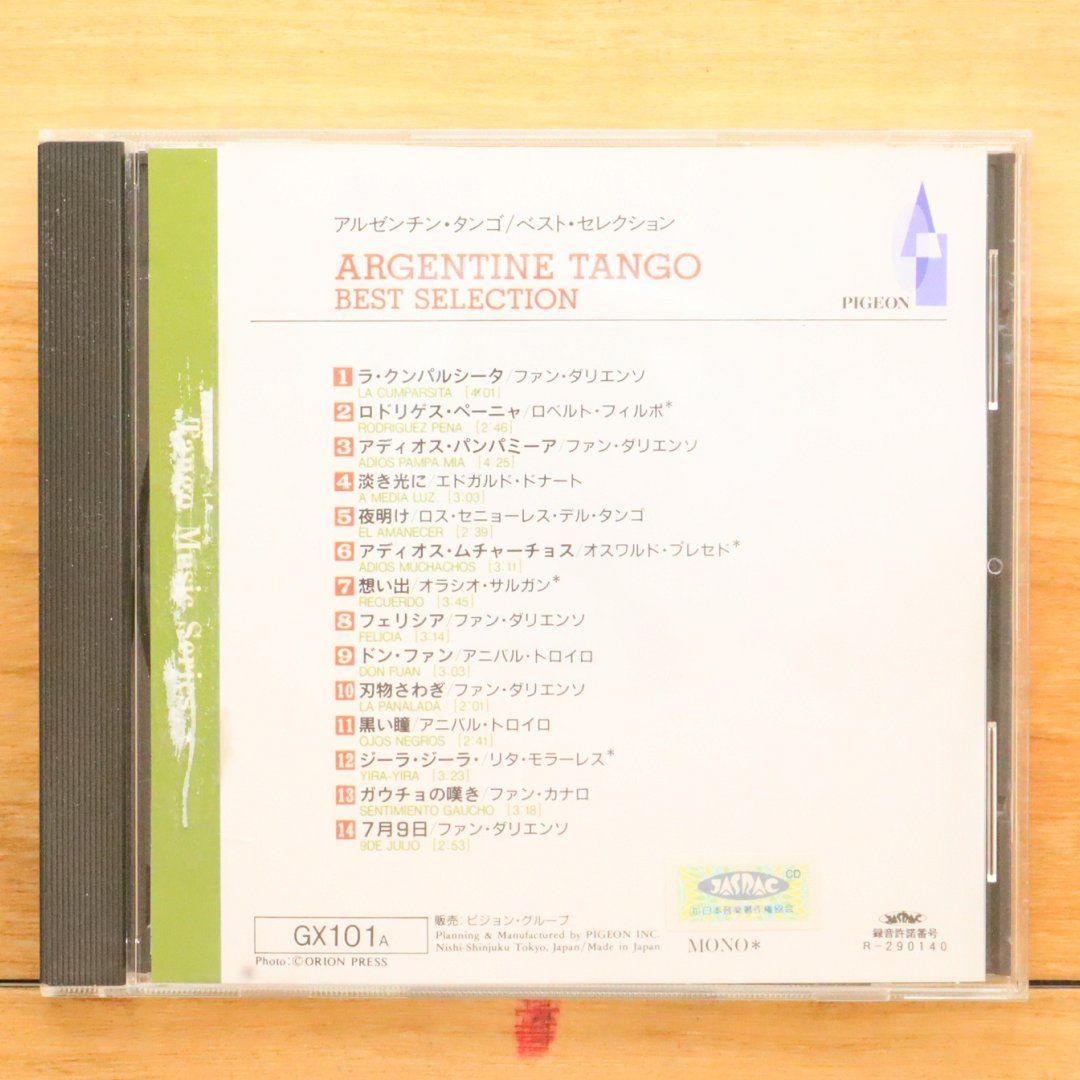 アルゼンチン・タンゴ/ベスト・セレクション
ARGENTINE TANGO
BEST SELECTION
PIGEON
Tango Music Series
1 ラ・クンパルシータ/ファン・ダリエンソ
LA CUMPARSITA [4:01]
2 ロドリゲス・ペーニャ/ロベルト・フィルポ*
RODRIGUEZ PENA [2:46]
3 アディオス・パンパミーア/ファン・ダリエンソ
ADIOS PAMPA MIA [4:25]
4 淡き光に/エドガルド・ドナート
A MEDIA LUZ [3:03]
5 夜明け/ロス・セニョーレス・デル・タンゴ
EL AMANECER [2:39]
6 アディオス・ムチャーチョス/オスワルド・プレセド*
ADIOS MUCHACHOS [3:11]
7 想い出/オラシオ・サルガン*
RECUERDO [3:45]
8 フェリシア/ファン・ダリエンソ
FELICIA [3:14]
9 ドン・ファン/アニバル・トロイロ
DON FUAN [3:03]
10 刃物さわぎ/ファン・ダリエンソ
LA PANALADA [2:01]
11 黒い瞳/アニバル・トロイロ
OJOS NEGROS [2:41]
12 ジーラ・ジーラ・/リタ・モラーレス*
YIRA-YIRA [3:23]
13 ガウチョの嘆き/ファン・カナロ
SENTIMIENTO GAUCHO [3:18]
14 7月9日/ファン・ダリエンソ
9DE JULIO [2:53]
JASRAC CD
(社)日本音楽著作権協会
GX101A
販売:ビジョン・グループ
Planning & Manufactured by PIGEON INC.
Nishi-Shinjuku Tokyo, Japan/Made in Japan
MONO*
JASRAC
録音許諾番号
R-290140
Photo:©ORION PRESS